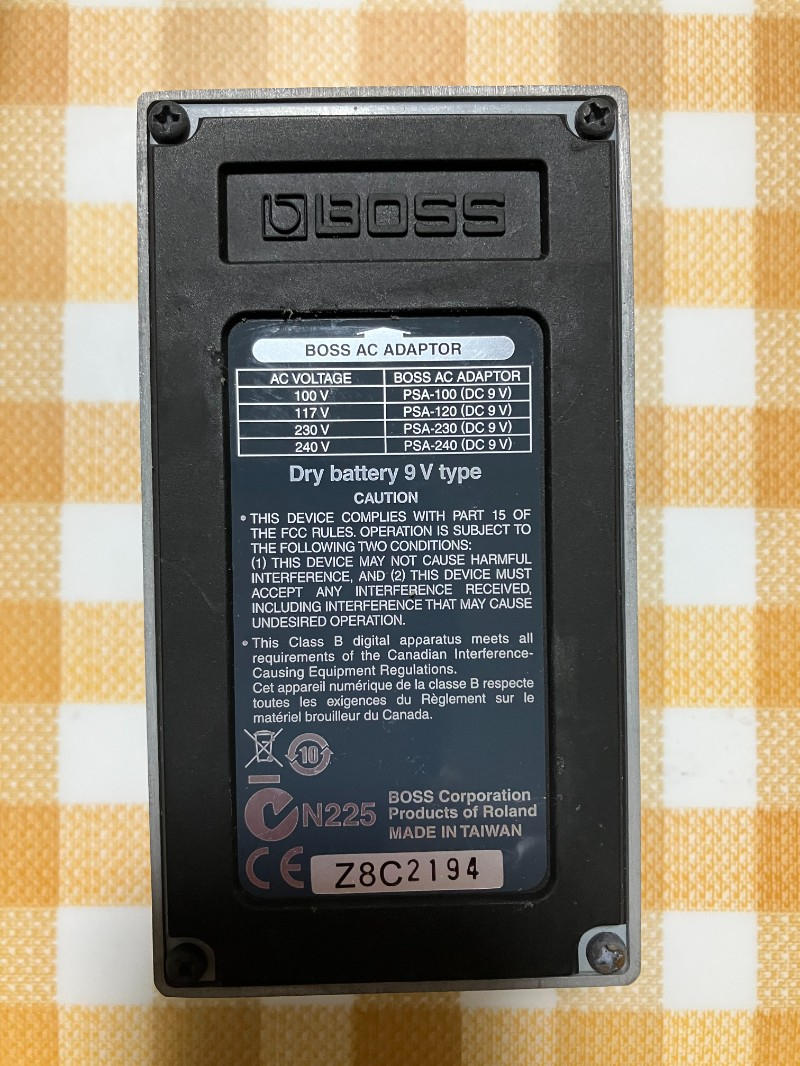 BOSS
BOSS AC ADAPTOR
AC VOLTAGE BOSS AC ADAPTOR
100 V PSA-100 (DC 9 V)
117 V PSA-120 (DC 9 V)
230 V PSA-230 (DC 9 V)
240 V PSA-240 (DC 9 V)
Dry battery 9 V type
CAUTION
• THIS DEVICE COMPLIES WITH PART 15 OF
THE FCC RULES. OPERATION IS SUBJECT TO
THE FOLLOWING TWO CONDITIONS:
(1) THIS DEVICE MAY NOT CAUSE HARMFUL
INTERFERENCE, AND (2) THIS DEVICE MUST
ACCEPT ANY INTERFERENCE RECEIVED,
INCLUDING INTERFERENCE THAT MAY CAUSE
UNDESIRED OPERATION.
• This Class B digital apparatus meets all
requirements of the Canadian Interference-
Causing Equipment Regulations.
Cet appareil numérique de la classe B respecte
toutes les exigences du Règlement sur le
matériel brouilleur du Canada.
10
N225
BOSS Corporation
Products of Roland
MADE IN TAIWAN
CE
Z8C2194